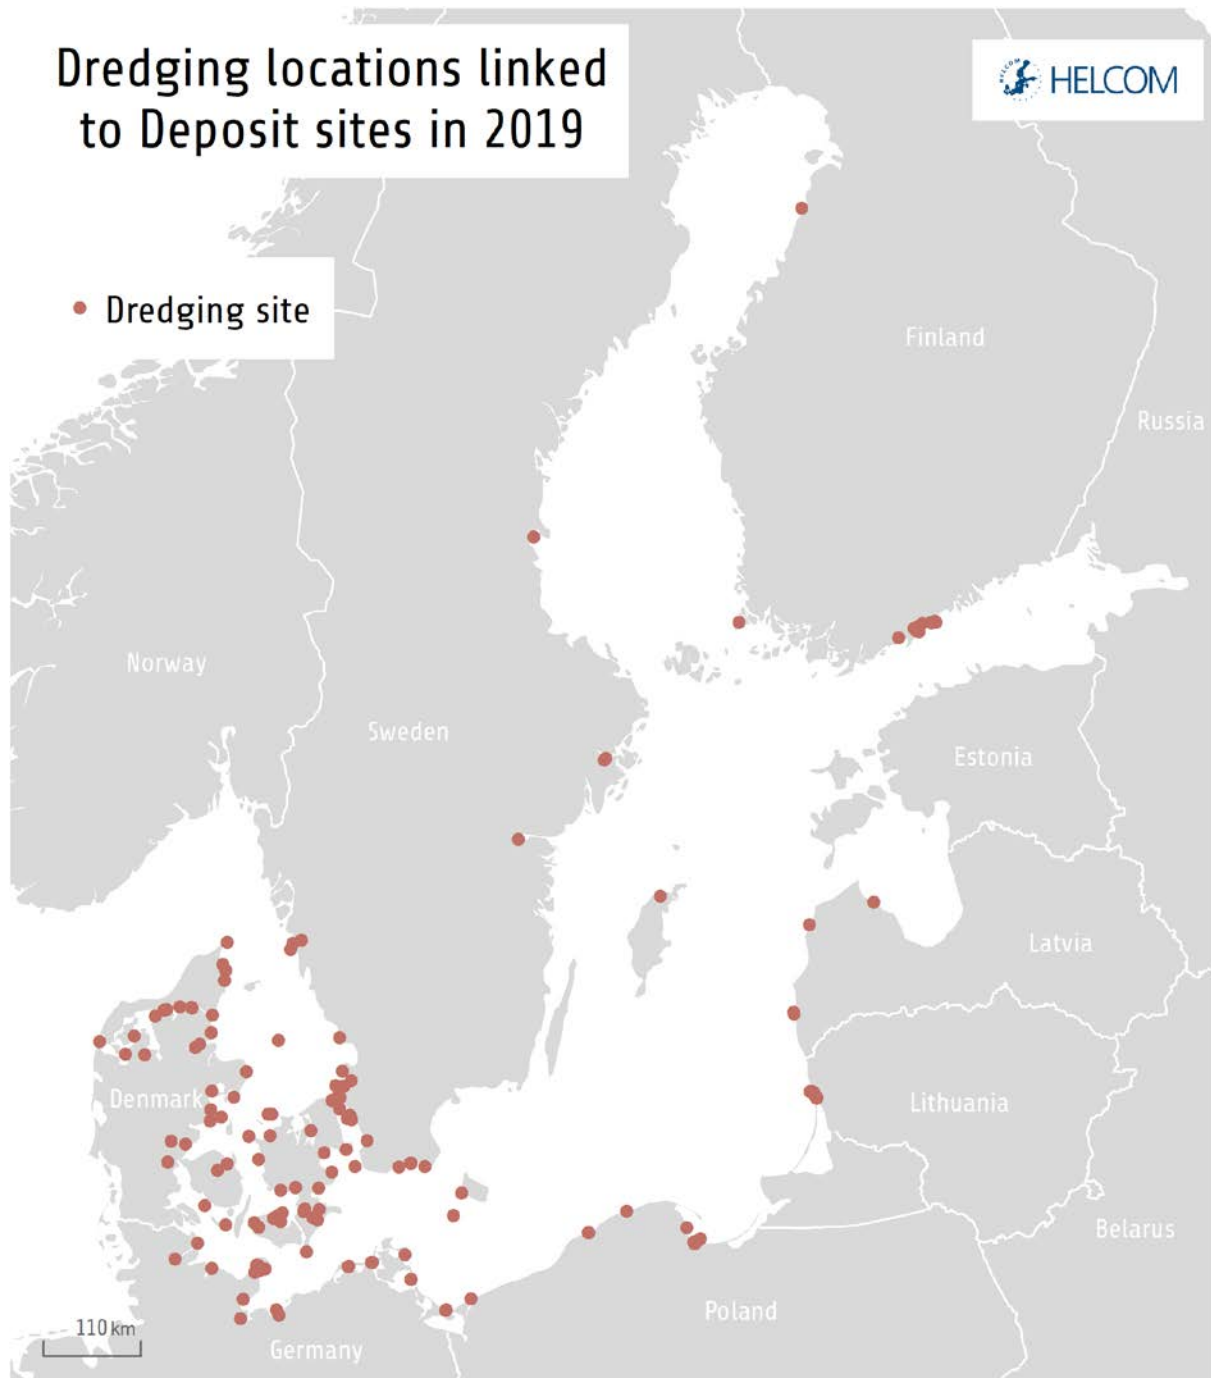 Dredging locations linked
to Deposit sites in 2019
HELCOM
HELCOM
Dredging site
Finland
Russia
Norway
Sweden
Estonia
Latvia
Denmark
Lithuania
Belarus
Poland
110 km
Germany